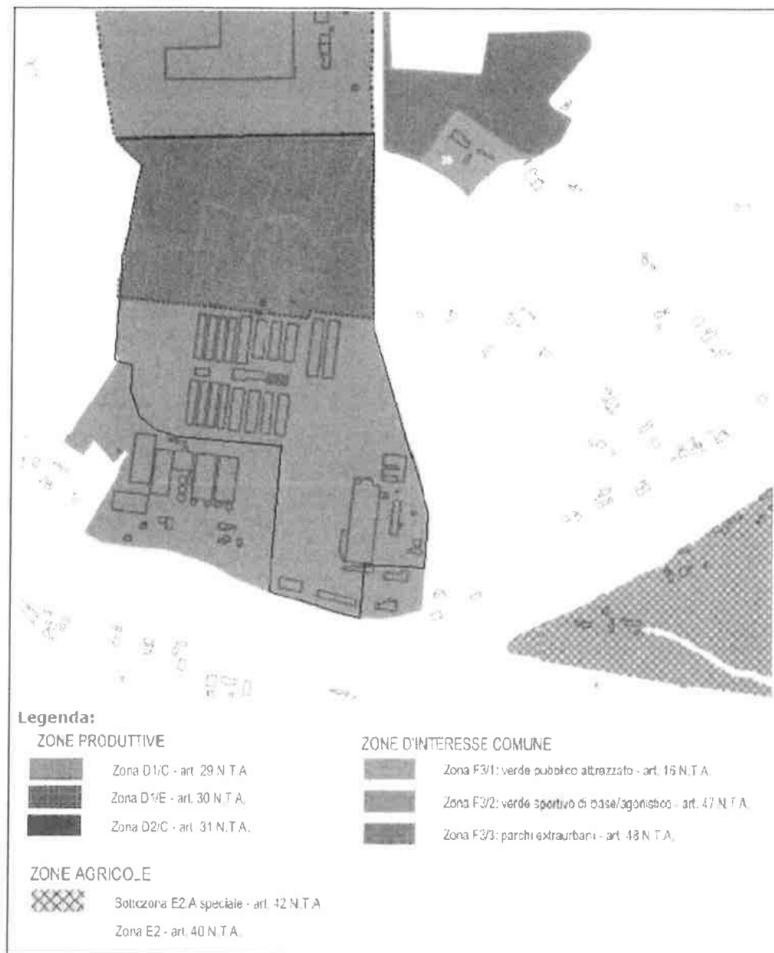 Legenda:
ZONE PRODUTTIVE
Zona D1/C - art. 29 N.T.A.
Zona D1/E - art. 30 N.T.A.
Zona D2/C - art. 31 N.T.A.
ZONE AGRICOLE
Sottozona E2.A speciale - art. 42 N.T.A.
Zona E2 - art. 40 N.T.A.
ZONE D'INTERESSE COMUNE
Zona F3/1: verde pubblico attrezzato - art. 16 N.T.A.
Zona F3/2: verde sportivo di base/agonistico - art. 47 N.T.A.
Zona F3/3: parchi extraurbani - art. 48 N.T.A.